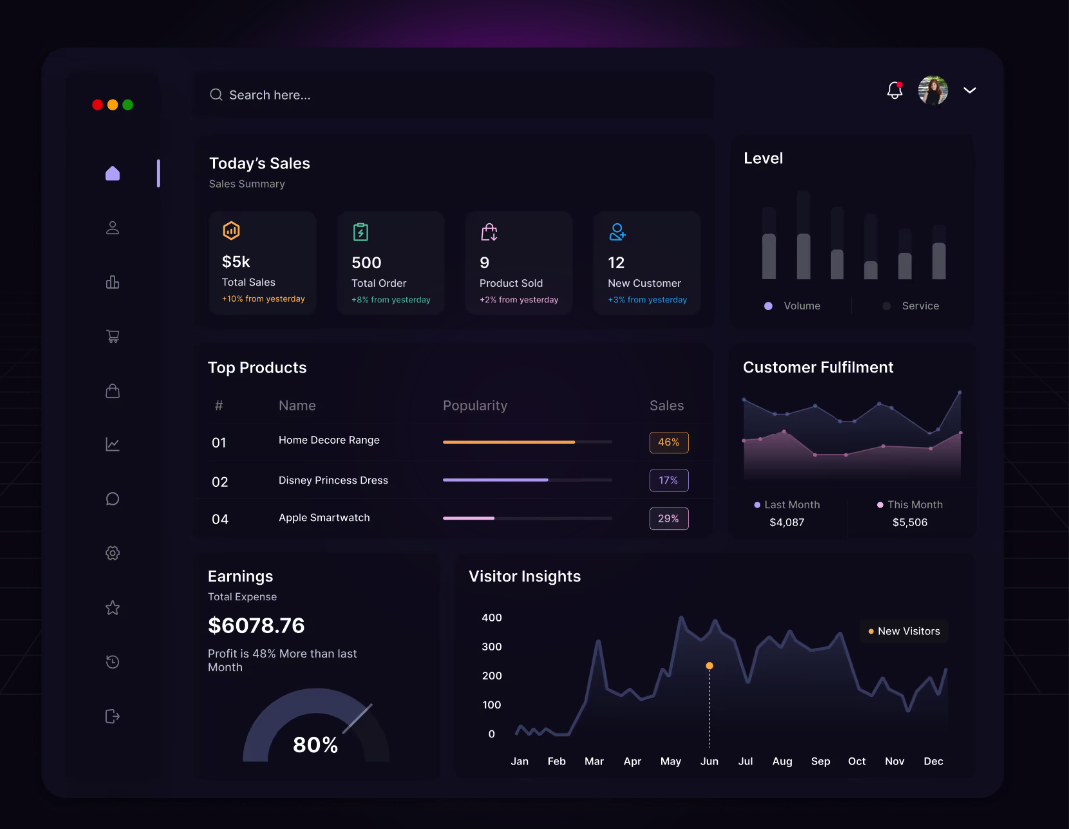 Search here...
Today's Sales
Sales Summary
$5k
Total Sales
+10% from yesterday
500
Total Order
+8% from yesterday
9
Product Sold
+2% from yesterday
12
New Customer
+3% from yesterday
Level
Volume
Service
Top Products
# Name Popularity Sales
01 Home Decore Range 46%
02 Disney Princess Dress 17%
04 Apple Smartwatch 29%
Customer Fulfilment
Last Month
$4,087
This Month
$5,506
Earnings
Total Expense
$6078.76
Profit is 48% More than last
Month
80%
Visitor Insights
400
300
200
100
0
New Visitors
Jan Feb Mar Apr May Jun Jul Aug Sep Oct Nov Dec